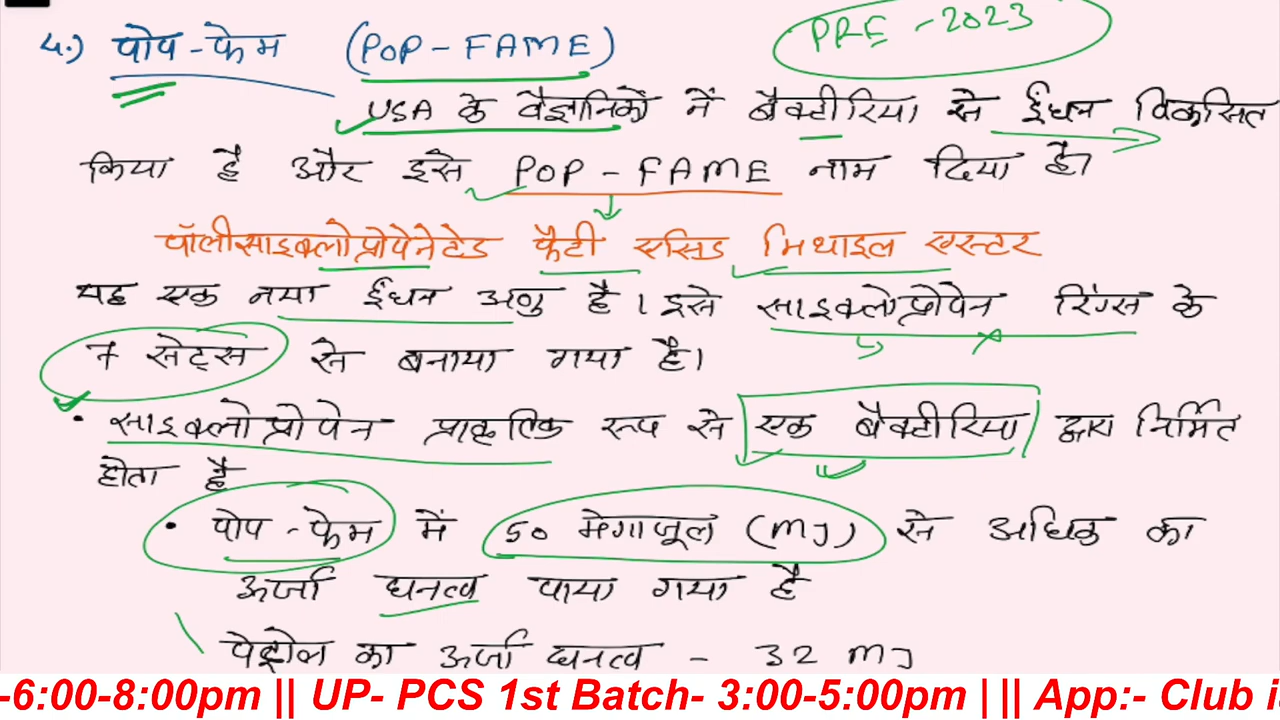 4.) पोप-फेम (POP-FAME) PRE-2023
USA के वैज्ञानिकों नें बैक्टीरिया से ईंधन विकसित
किया है और इसे POP-FAME नाम दिया है।
पॉलीसाइक्लोप्रोपेनेटेड फैटी एसिड मिथाइल एस्टर
यह एक नया ईंधन अणु है। इसे साइक्लोप्रोपेन रिंग्स के
7 सेट्स से बनाया गया है।
• साइक्लोप्रोपेन प्राकृतिक रूप से एक बैक्टीरिया द्वारा निर्मित
होता है
• पोप-फेम में 50 मेगाजूल (MJ) से अधिक का
ऊर्जा घनत्व पाया गया है
पेट्रोल का ऊर्जा घनत्व - 32 MJ
-6:00-8:00pm || UP- PCS 1st Batch- 3:00-5:00pm | || App:- Club i